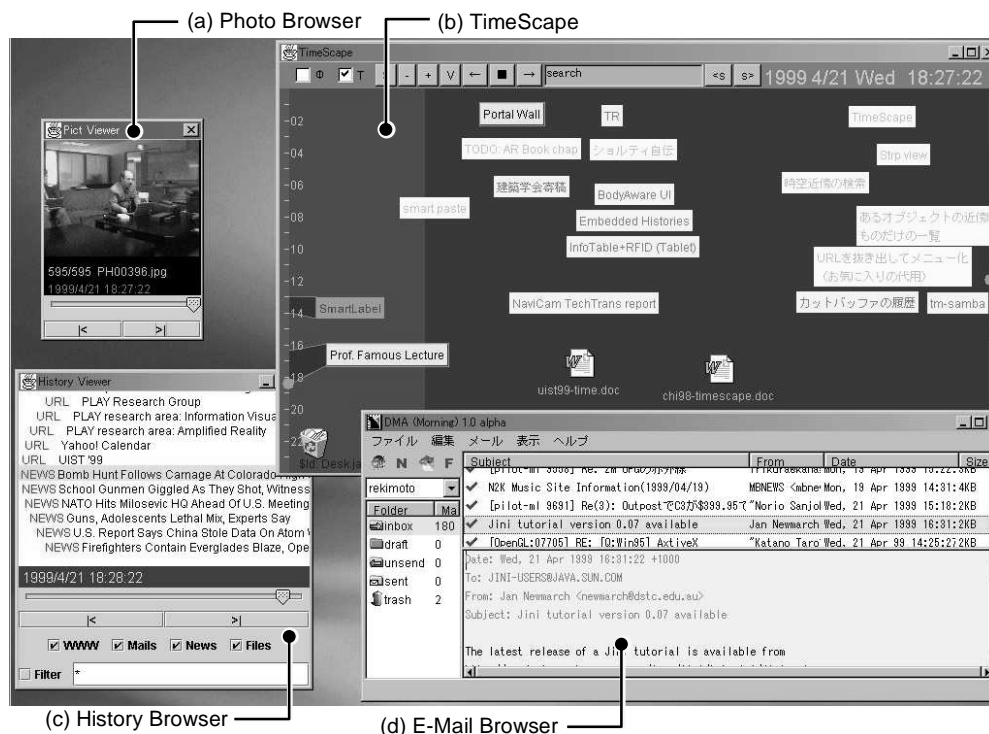 (a) Photo Browser
(b) TimeScape
TimeScape
Φ T - + V ← ■ → search <s s> 1999 4/21 Wed 18:27:22
Pict Viewer
595/595 PH00396.jpg
1999/4/21 18:27:22
|< >|
-02
-04
-06
-08
-10
-12
-14
-16
-18
-20
-22
Portal Wall
TR
TimeScape
TODO: AR Book chap
ショルティ自伝
Strp view
建築学会寄稿
BodyAware UI
時空近傍の検索
smart paste
Embedded Histories
あるオブジェクトの近傍
ものだけの一覧
InfoTable+RFID (Tablet)
URLを抜き出してメニュー化
(お気に入りの代用)
SmartLabel
NaviCam TechTrans report
カットバッファの履歴
tm-samba
Prof. Famous Lecture
uist99-time.doc
chi98-timescape.doc
$Id: Desk.ja
History Viewer
URL PLAY Research Group
URL PLAY research area: Information Visua
URL PLAY research area: Amplified Reality
URL Yahoo! Calendar
URL UIST '99
NEWS Bomb Hunt Follows Carnage At Colorado High
NEWS School Gunmen Giggled As They Shot, Witness
NEWS NATO Hits Milosevic HQ Ahead Of U.S. Meeting
NEWS Guns, Adolescents Lethal Mix, Experts Say
NEWS U.S. Report Says China Stole Data On Atom
NEWS Firefighters Contain Everglades Blaze, Ope
1999/4/21 18:28:22
|< >|
WWW Mails News Files
Filter *
DMA (Morning) 1.0 alpha
ファイル 編集 メール 表示 ヘルプ
N F
rekimoto
Folder Ma
inbox 180
draft 0
unsend 0
sent 0
trash 2
Subject From Date Size
N2K Music Site Information(1999/04/19) MBNEWS <mbne Mon, 19 Apr 1999 14:31: 4KB
[pilot-ml 9691] Re(3): OutpostでC3が$399.95で "Norio Sanjo Wed, 21 Apr 1999 15:18: 2KB
Jini tutorial version 0.07 available Jan Newmarch Wed, 21 Apr 1999 16:31: 2KB
[OpenGL:07705] RE: [Q:Win95] AxtiveX "Katano Taro Wed, 21 Apr 99 14:25:27 2KB
Date: Wed, 21 Apr 1999 16:31:22 +1000
To: JINI-USERS@JAVA.SUN.COM
From: Jan Newmarch <newmarch@dstc.edu.au>
Subject: Jini tutorial version 0.07 available
The latest release of a Jini tutorial is available from
(c) History Browser
(d) E-Mail Browser